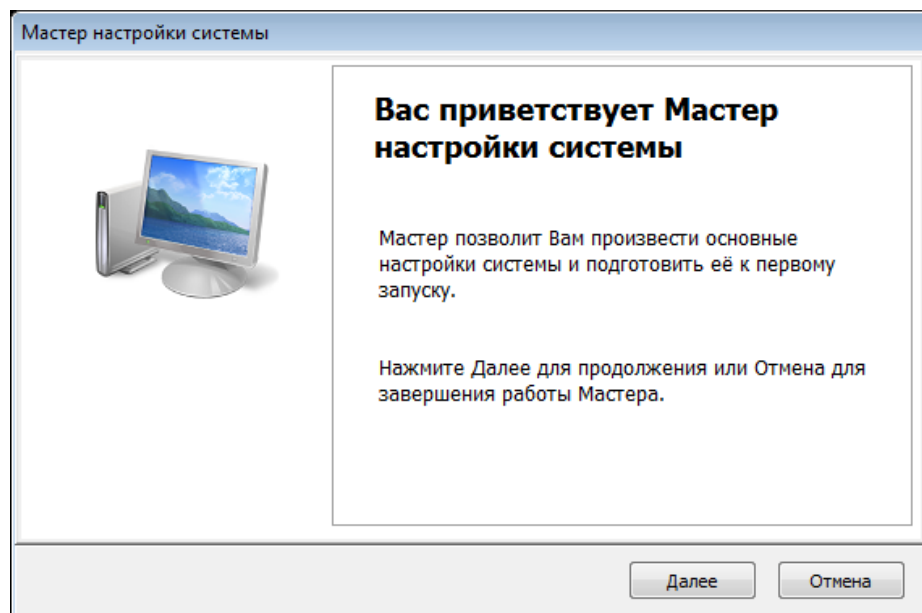 Мастер настройки системы
Вас приветствует Мастер
настройки системы
Мастер позволит Вам произвести основные
настройки системы и подготовить её к первому
запуску.
Нажмите Далее для продолжения или Отмена для
завершения работы Мастера.
Далее
Отмена